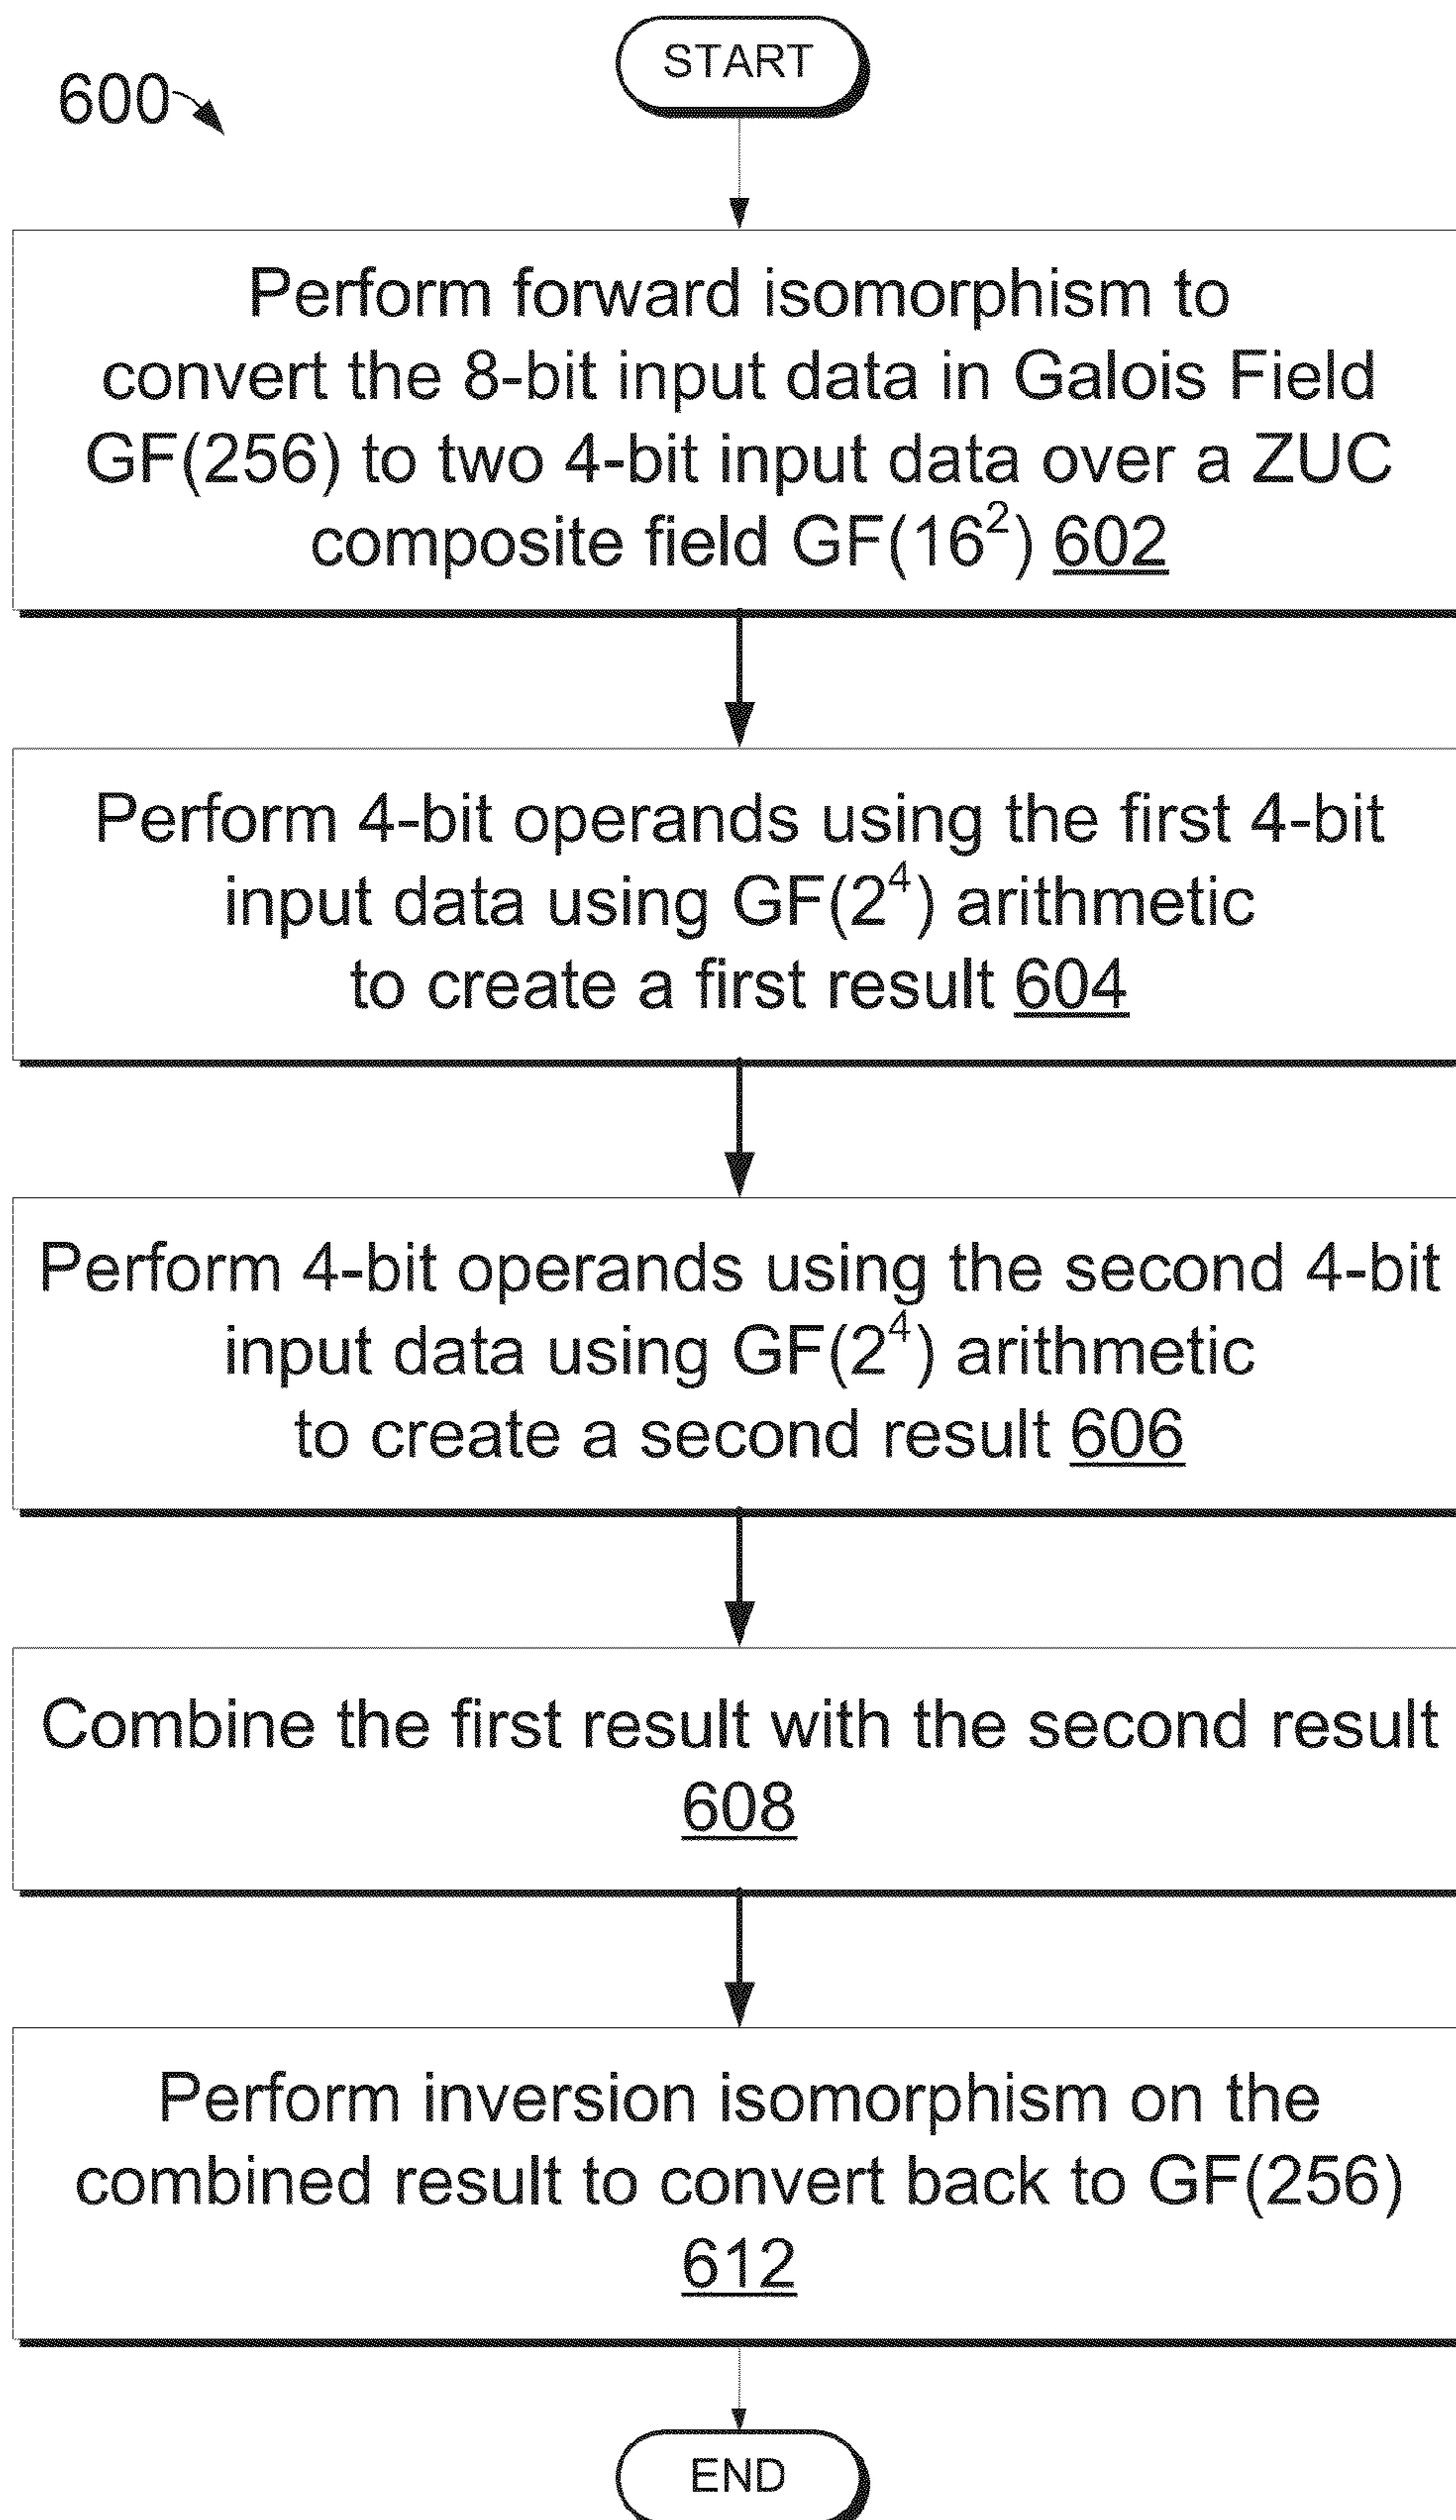 START
600
Perform forward isomorphism to
convert the 8-bit input data in Galois Field
GF(256) to two 4-bit input data over a ZUC
composite field GF(16²) 602
Perform 4-bit operands using the first 4-bit
input data using GF(2⁴) arithmetic
to create a first result 604
Perform 4-bit operands using the second 4-bit
input data using GF(2⁴) arithmetic
to create a second result 606
Combine the first result with the second result
608
Perform inversion isomorphism on the
combined result to convert back to GF(256)
612
END